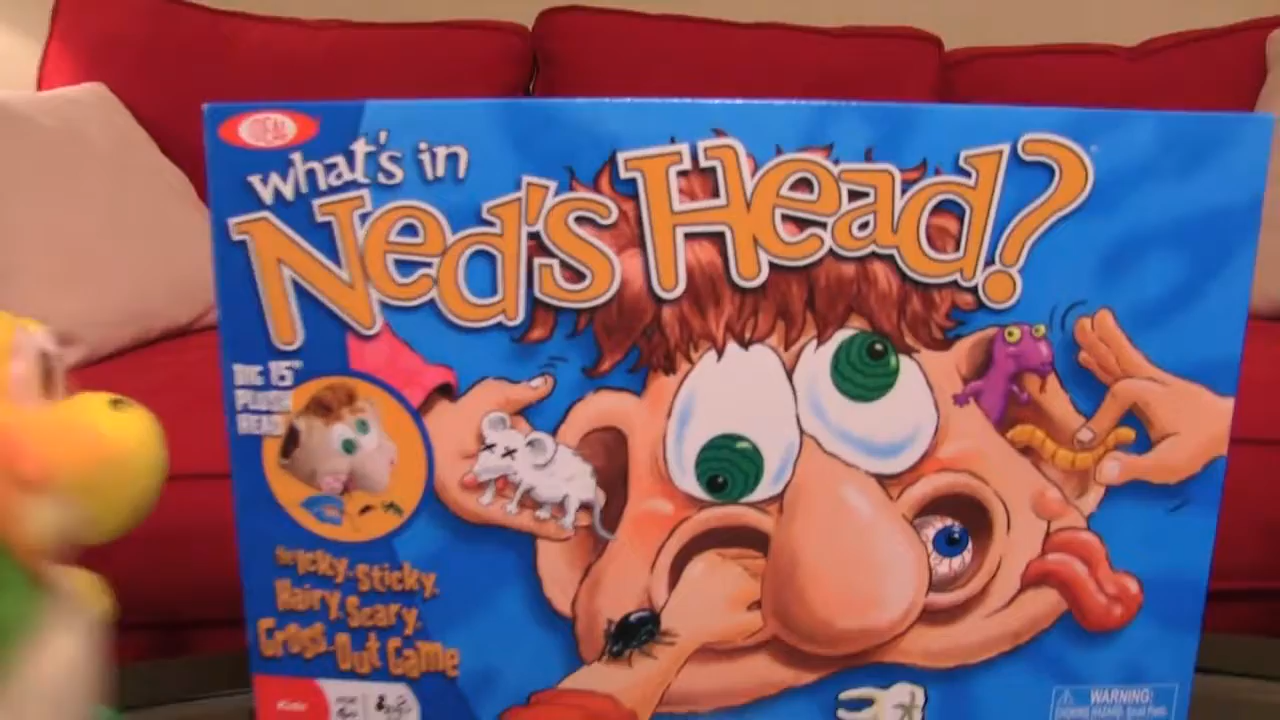 IDEAL
what's in
Ned's Head?
BIG 15"
PLUSH
HEAD
The Icky-Sticky,
Hairy, Scary,
Gross-Out Game
WARNING: